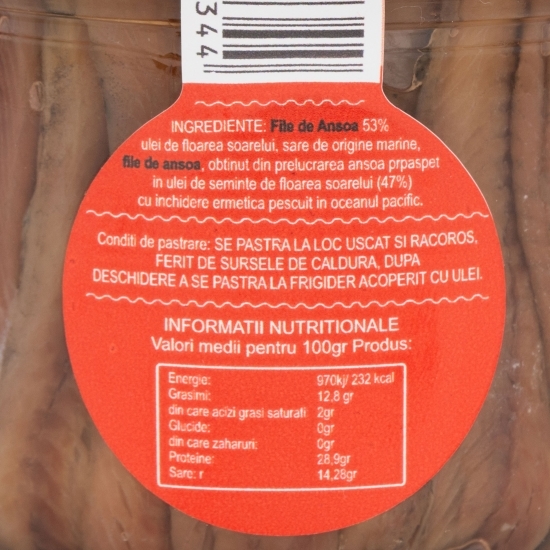 344
INGREDIENTE: File de Ansoa 53%
ulei de floarea soarelui, sare de origine marine,
file de ansoa, obtinut din prelucrarea ansoa prpaspet
in ulei de seminte de floarea soarelui (47%)
cu inchidere ermetica pescuit in oceanul pacific.
Conditi de pastrare: SE PASTRA LA LOC USCAT SI RACOROS,
FERIT DE SURSELE DE CALDURA, DUPA
DESCHIDERE A SE PASTRA LA FRIGIDER ACOPERIT CU ULEI.
INFORMATII NUTRITIONALE
Valori medii pentru 100gr Produs:
Energie: 970kj/ 232 kcal
Grasimi: 12,8 gr
din care acizi grasi saturati 2gr
Glucide: 0gr
din care zaharuri: 0gr
Proteine: 28,9gr
Sare: r 14,28gr